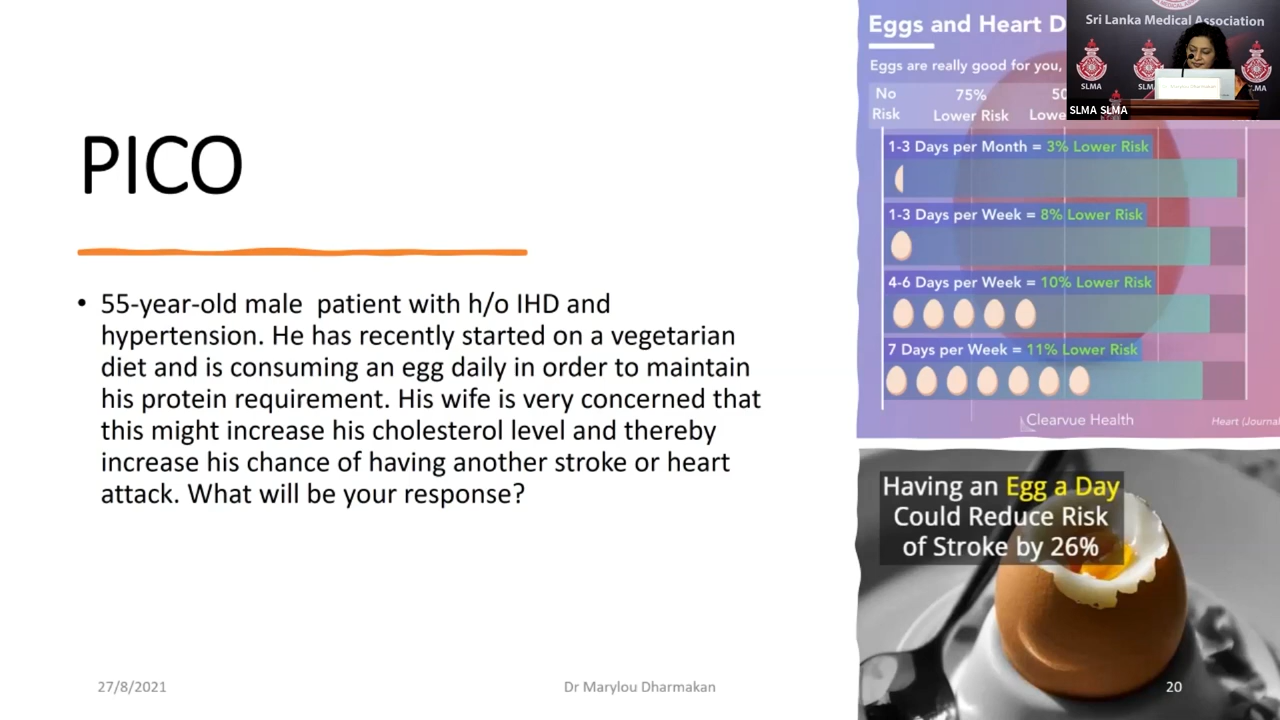 PICO
• 55-year-old male patient with h/o IHD and
hypertension. He has recently started on a vegetarian
diet and is consuming an egg daily in order to maintain
his protein requirement. His wife is very concerned that
this might increase his cholesterol level and thereby
increase his chance of having another stroke or heart
attack. What will be your response?
27/8/2021
Dr Marylou Dharmakan
20
Eggs and Heart D
Eggs are really good for you,
No
Risk
75%
Lower Risk
50
Lowe
1-3 Days per Month = 3% Lower Risk
1-3 Days per Week = 8% Lower Risk
4-6 Days per Week = 10% Lower Risk
7 Days per Week = 11% Lower Risk
Clearvue Health
Heart (Journal
Having an Egg a Day
Could Reduce Risk
of Stroke by 26%
Sri Lanka Medical Association
SLMA
SLM
SLMA SLMA